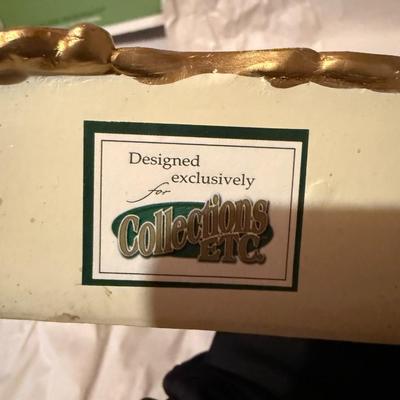 Designed
exclusively
for
Collections
ETC.